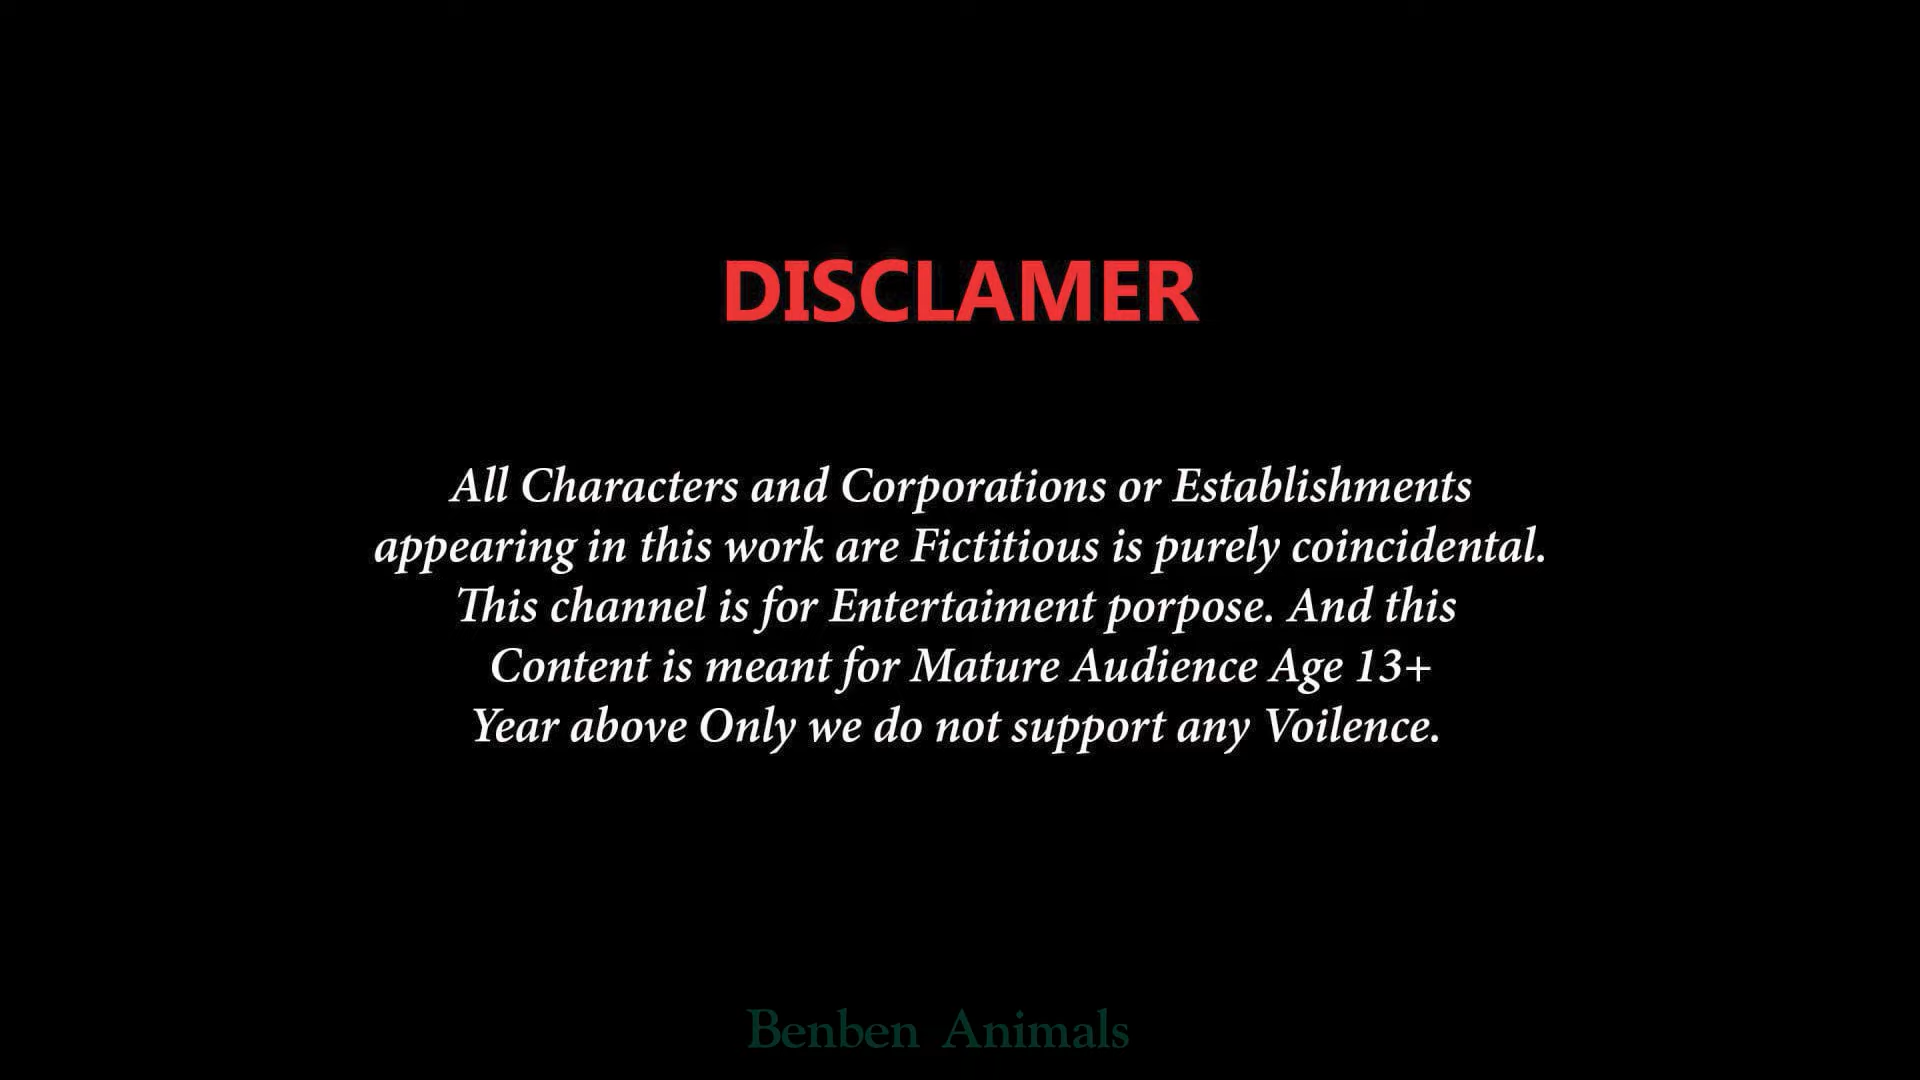 DISCLAMER
All Characters and Corporations or Establishments
appearing in this work are Fictitious is purely coincidental.
This channel is for Entertaiment porpose. And this
Content is meant for Mature Audience Age 13+
Year above Only we do not support any Voilence.
Benben Animals